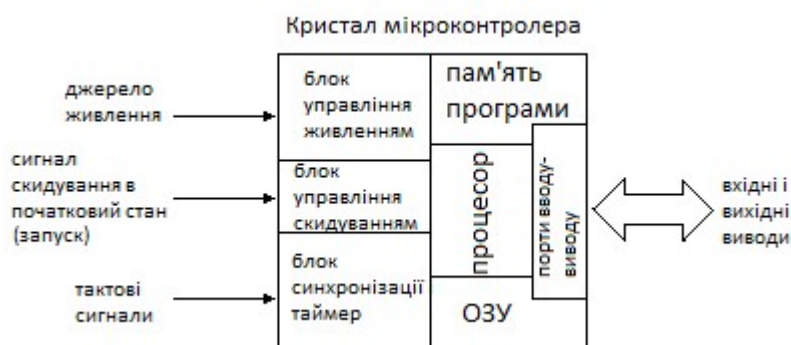 Кристал мікроконтролера
джерело
живлення
сигнал
скидування в
початковий стан
(запуск)
тактові
сигнали
блок
управління
живленням
блок
управління
скидуванням
блок
синхронізації
таймер
пам'ять
програми
процесор
порти вводу-
виводу
ОЗУ
вхідні і
вихідні
виводи